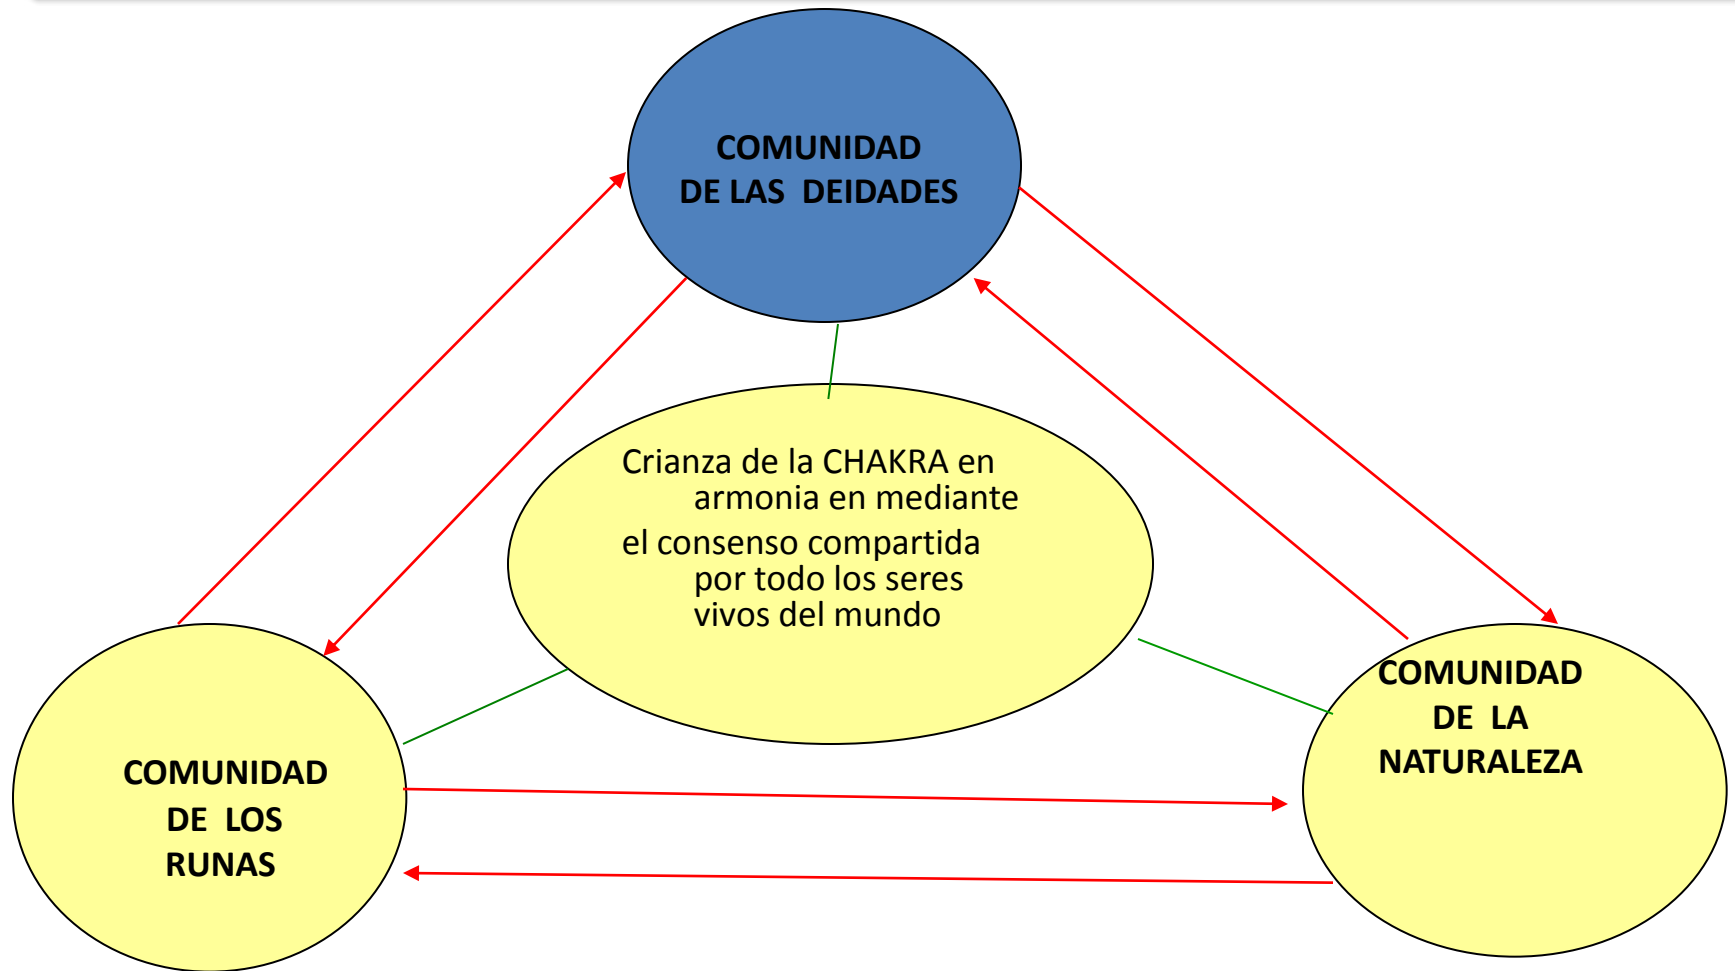 COMUNIDAD
DE LAS DEIDADES
Crianza de la CHAKRA en
armonia en mediante
el consenso compartida
por todo los seres
vivos del mundo
COMUNIDAD
DE LOS
RUNAS
COMUNIDAD
DE LA
NATURALEZA